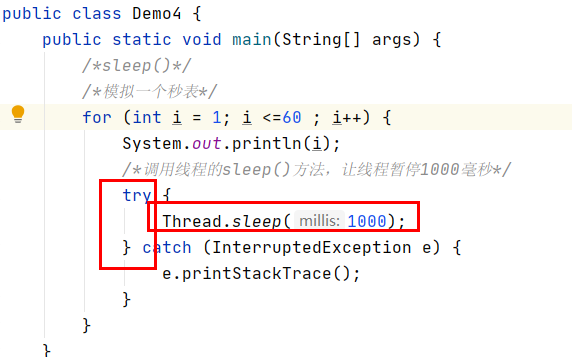 public class Demo4 {
public static void main(String[] args) {
/*sleep()*/
/*模拟一个秒表*/
for (int i = 1; i <=60 ; i++) {
System.out.println(i);
/*调用线程的sleep()方法，让线程暂停1000毫秒*/
try {
Thread.sleep( millis: 1000);
} catch (InterruptedException e) {
e.printStackTrace();
}
}
}